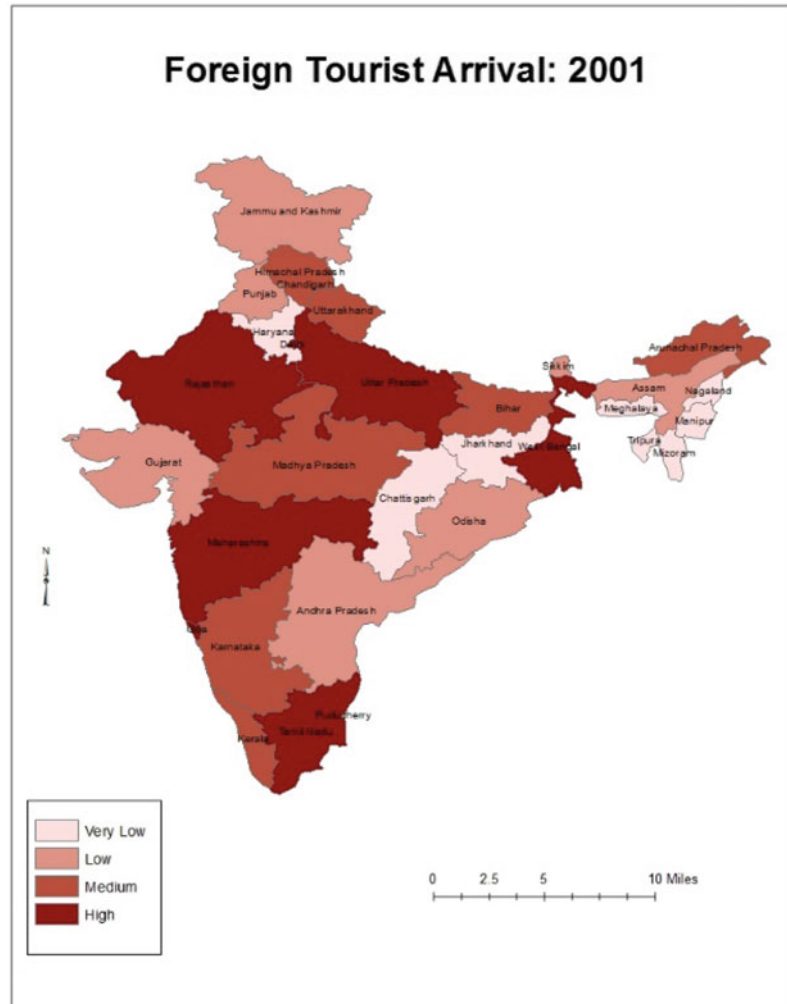 Foreign Tourist Arrival: 2001
Jammu and Kashmir
Himachal Pradesh
Chandigarh
Punjab
Uttarakhand
Haryana
Delhi
Arunachal Pradesh
Rajasthan
Uttar Pradesh
Sikkim
Assam
Nagaland
Bihar
Meghalaya
Manipur
Jharkhand
West Bengal
Tripura
Mizoram
Gujarat
Madhya Pradesh
Chattisgarh
Odisha
Maharashtra
N
Andhra Pradesh
Goa
Karnataka
Puducherry
Kerala
Tamil Nadu
Very Low
Low
Medium
High
0 2.5 5 10 Miles